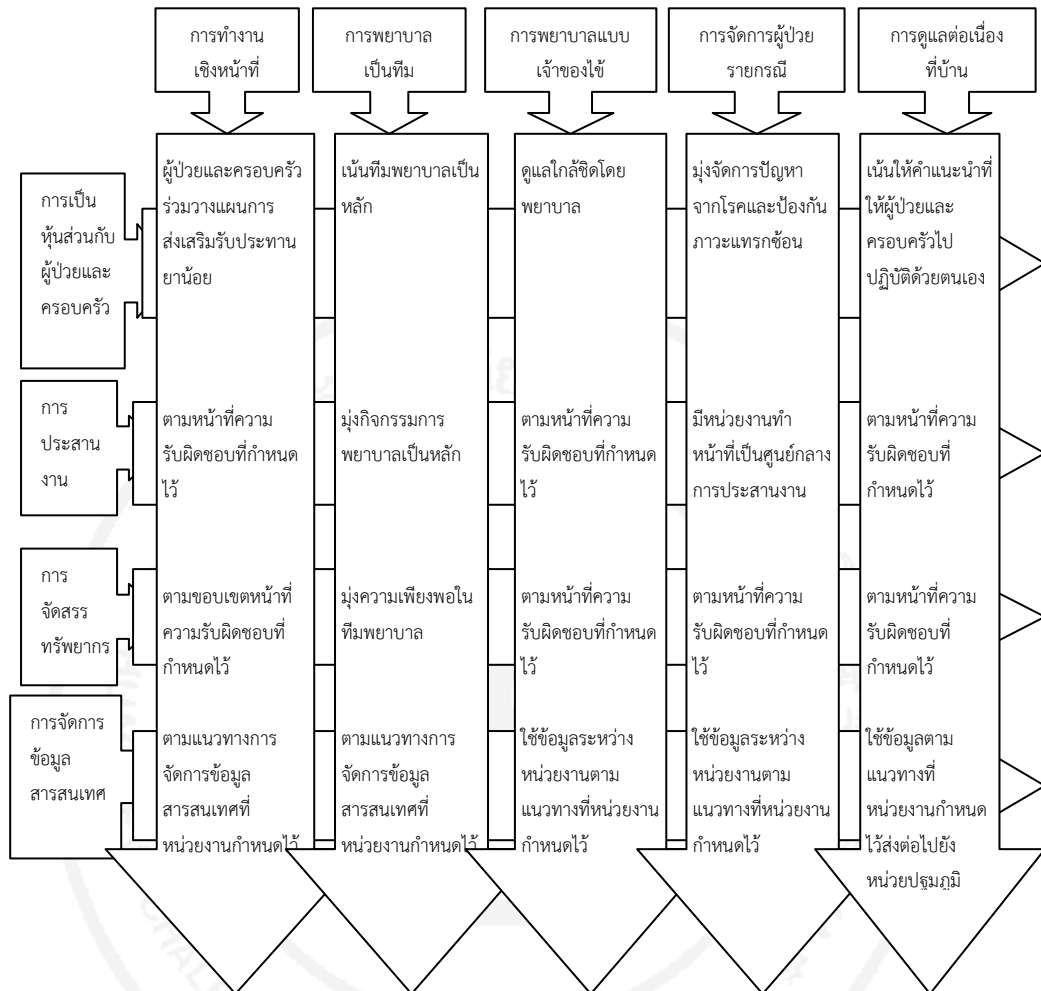 การทำงาน
เชิงหน้าที่
การพยาบาล
เป็นทีม
การพยาบาลแบบ
เจ้าของไข้
การจัดการผู้ป่วย
รายกรณี
การดูแลต่อเนื่อง
ที่บ้าน
การเป็น
หุ้นส่วนกับ
ผู้ป่วยและ
ครอบครัว
ผู้ป่วยและครอบครัว
ร่วมวางแผนการ
ส่งเสริมรับประทาน
ยาน้อย
เน้นทีมพยาบาลเป็น
หลัก
ดูแลใกล้ชิดโดย
พยาบาล
มุ่งจัดการปัญหา
จากโรคและป้องกัน
ภาวะแทรกซ้อน
เน้นให้คำแนะนำที่
ให้ผู้ป่วยและ
ครอบครัวไป
ปฏิบัติด้วยตนเอง
การ
ประสาน
งาน
ตามหน้าที่ความ
รับผิดชอบที่กำหนด
ไว้
มุ่งกิจกรรมการ
พยาบาลเป็นหลัก
ตามหน้าที่ความ
รับผิดชอบที่กำหนด
ไว้
มีหน่วยงานทำ
หน้าที่เป็นศูนย์กลาง
การประสานงาน
ตามหน้าที่ความ
รับผิดชอบที่
กำหนดไว้
การ
จัดสรร
ทรัพยากร
ตามขอบเขตหน้าที่
ความรับผิดชอบที่
กำหนดไว้
มุ่งความเพียงพอใน
ทีมพยาบาล
ตามหน้าที่ความ
รับผิดชอบที่กำหนด
ไว้
ตามหน้าที่ความ
รับผิดชอบที่กำหนด
ไว้
ตามหน้าที่ความ
รับผิดชอบที่
กำหนดไว้
การจัดการ
ข้อมูล
สารสนเทศ
ตามแนวทางการ
จัดการข้อมูล
สารสนเทศที่
หน่วยงานกำหนดไว้
ตามแนวทางการ
จัดการข้อมูล
สารสนเทศที่
หน่วยงานกำหนดไว้
ใช้ข้อมูลระหว่าง
หน่วยงานตาม
แนวทางที่หน่วยงาน
กำหนดไว้
ใช้ข้อมูลระหว่าง
หน่วยงานตาม
แนวทางที่หน่วยงาน
กำหนดไว้
ใช้ข้อมูลตาม
แนวทางที่
หน่วยงานกำหนด
ไว้ส่งต่อไปยัง
หน่วยปฐมภูมิ